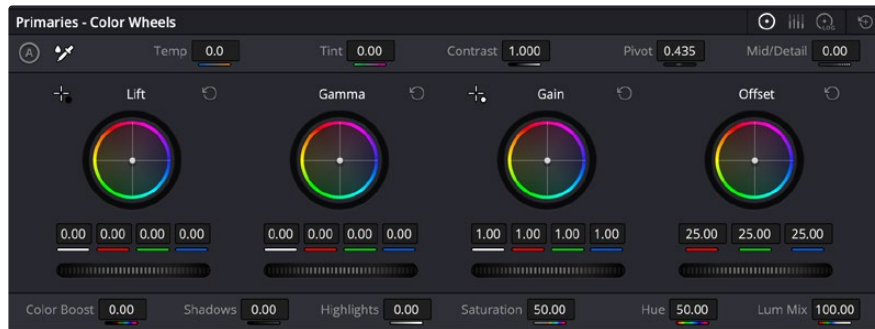 Primaries - Color Wheels
A Temp 0.0 Tint 0.00 Contrast 1.000 Pivot 0.435 Mid/Detail 0.00
Lift Gamma Gain Offset
0.00 0.00 0.00 0.00 0.00 0.00 0.00 0.00 1.00 1.00 1.00 1.00 25.00 25.00 25.00
Color Boost 0.00 Shadows 0.00 Highlights 0.00 Saturation 50.00 Hue 50.00 Lum Mix 100.00